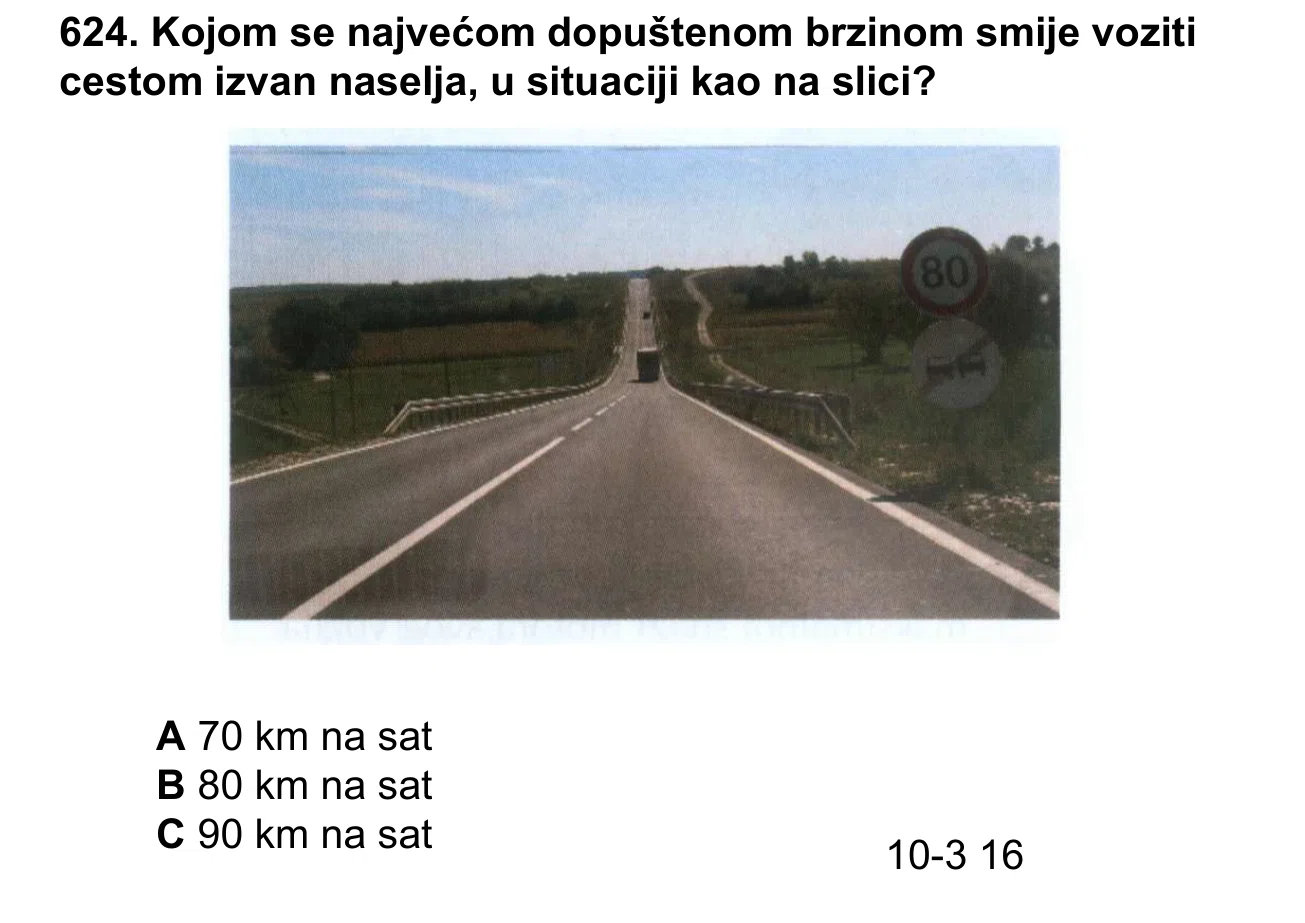 624. Kojom se najvećom dopuštenom brzinom smije voziti
cestom izvan naselja, u situaciji kao na slici?
80
A 70 km na sat
B 80 km na sat
C 90 km na sat
10-3 16